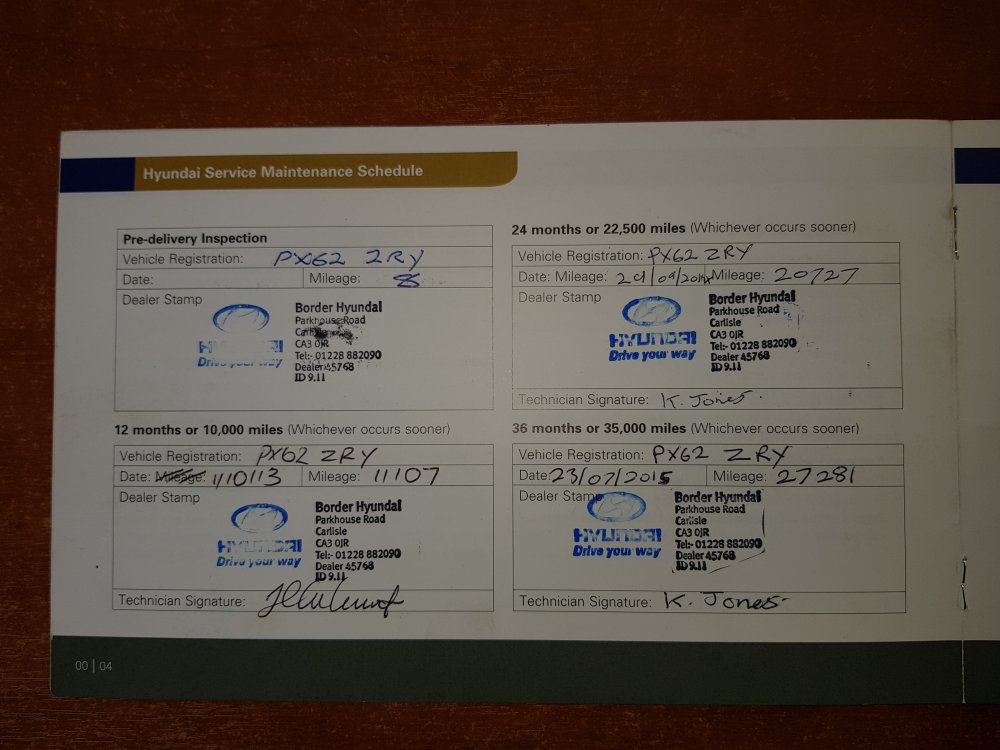 Hyundai Service Maintenance Schedule
Pre-delivery Inspection
Vehicle Registration: PX62 ZRY
Date: Mileage: 8
Dealer Stamp
HYUNDAI
Drive your way
Border Hyundai
Parkhouse Road
Carlisle
CA3 0JR
Tel:- 01228 882090
Dealer 45768
ID 9.11
12 months or 10,000 miles (Whichever occurs sooner)
Vehicle Registration: PX62 ZRY
Date: Mileage: 1/10/13 Mileage: 11107
Dealer Stamp
HYUNDAI
Drive your way
Border Hyundai
Parkhouse Road
Carlisle
CA3 0JR
Tel:- 01228 882090
Dealer 45768
ID 9.11
Technician Signature:
24 months or 22,500 miles (Whichever occurs sooner)
Vehicle Registration: PX62 ZRY
Date: Mileage: Mileage: 20727
Dealer Stamp
HYUNDAI
Drive your way
Border Hyundai
Parkhouse Road
Carlisle
CA3 0JR
Tel:- 01228 882090
Dealer 45768
ID 9.11
Technician Signature: K. Jones.
36 months or 35,000 miles (Whichever occurs sooner)
Vehicle Registration: PX62 ZRY
Date: 23/07/2015 Mileage: 27281
Dealer Stamp
HYUNDAI
Drive your way
Border Hyundai
Parkhouse Road
Carlisle
CA3 0JR
Tel:- 01228 882090
Dealer 45768
ID 9.11
Technician Signature: K. Jones
00 | 04